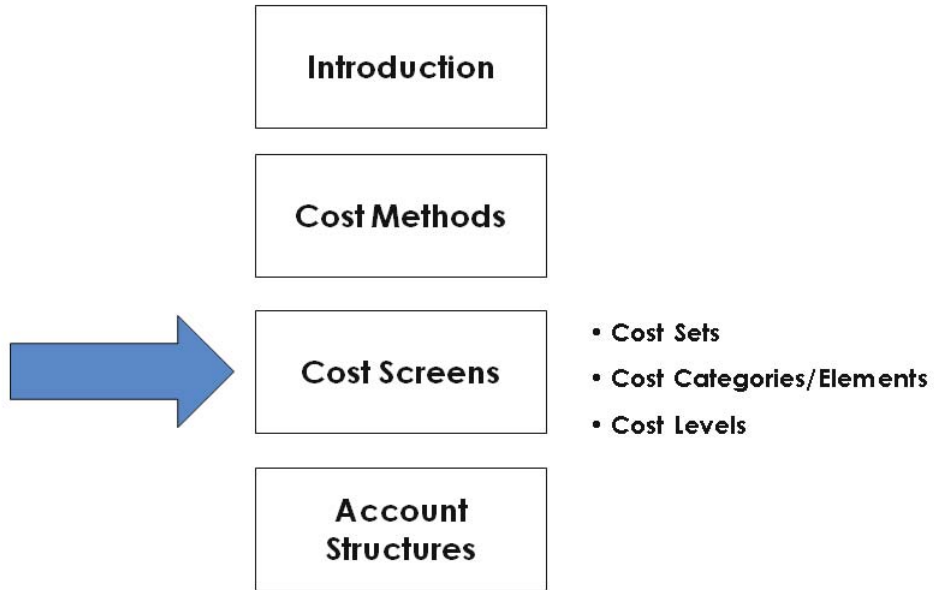 Introduction
Cost Methods
Cost Screens
• Cost Sets
• Cost Categories/Elements
• Cost Levels
Account
Structures